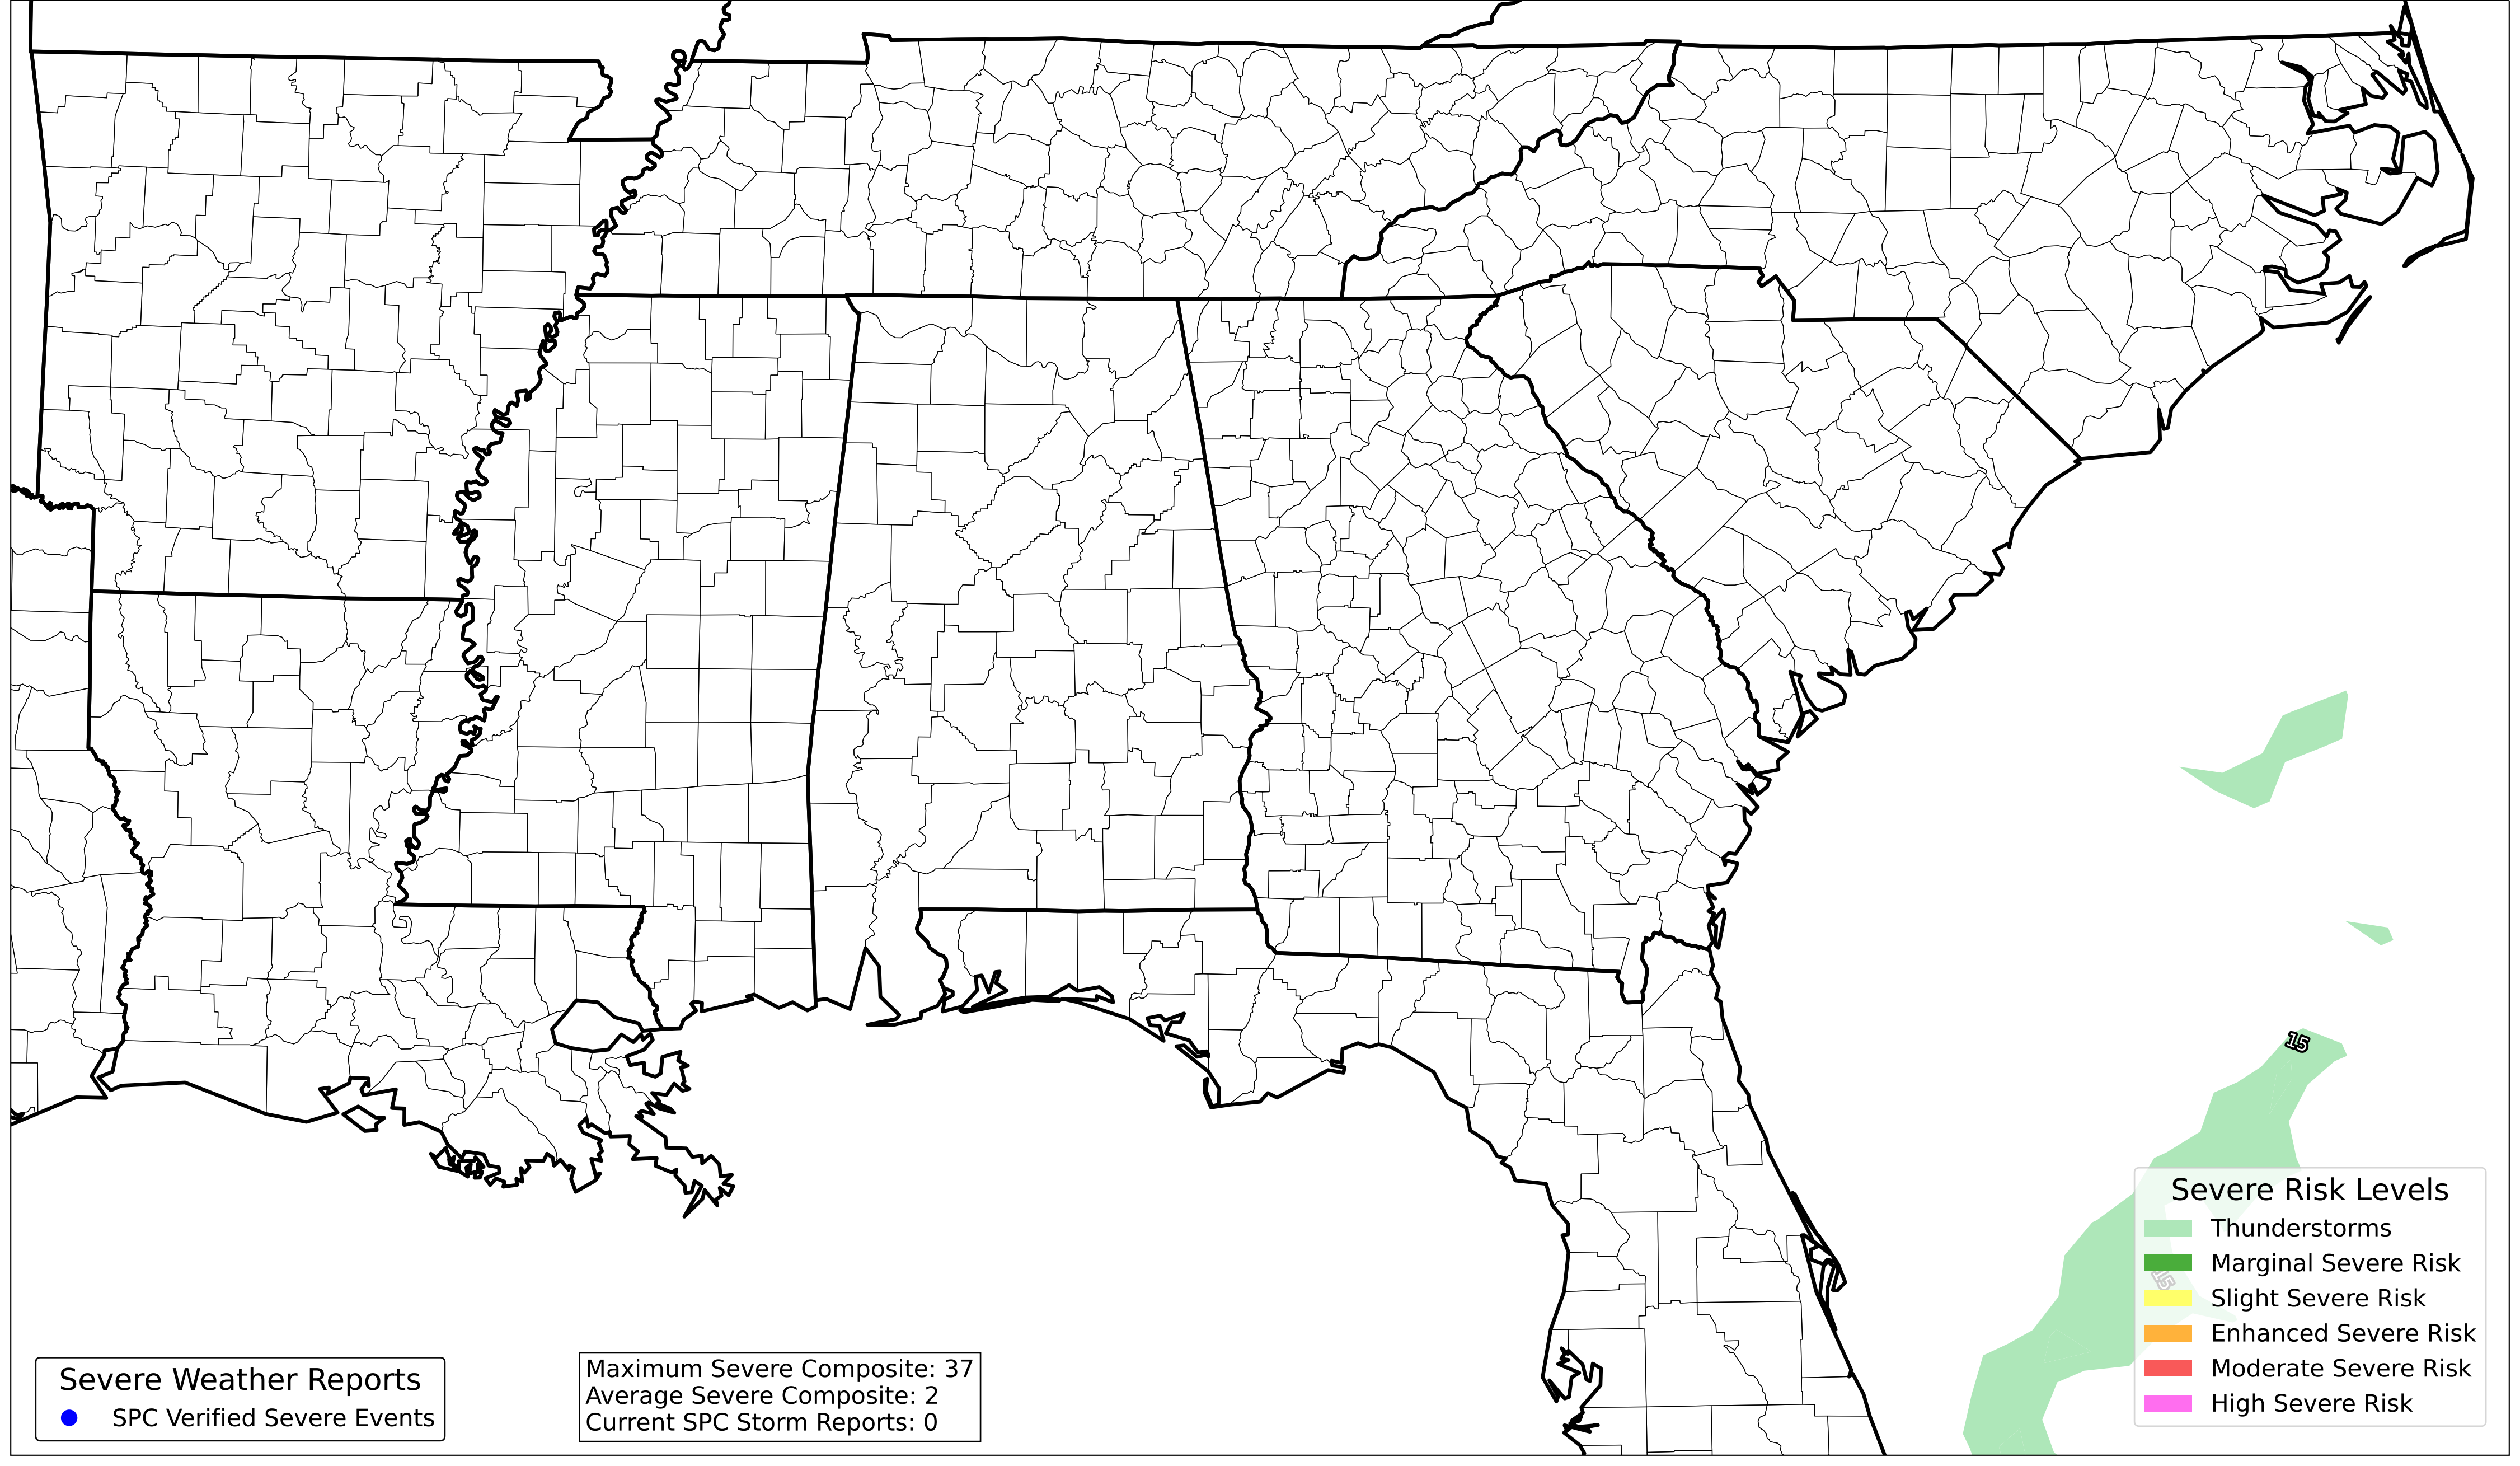 15
Severe Risk Levels
Thunderstorms
Marginal Severe Risk
15
Slight Severe Risk
Enhanced Severe Risk
Moderate Severe Risk
High Severe Risk
Severe Weather Reports
SPC Verified Severe Events
Maximum Severe Composite: 37
Average Severe Composite: 2
Current SPC Storm Reports: 0